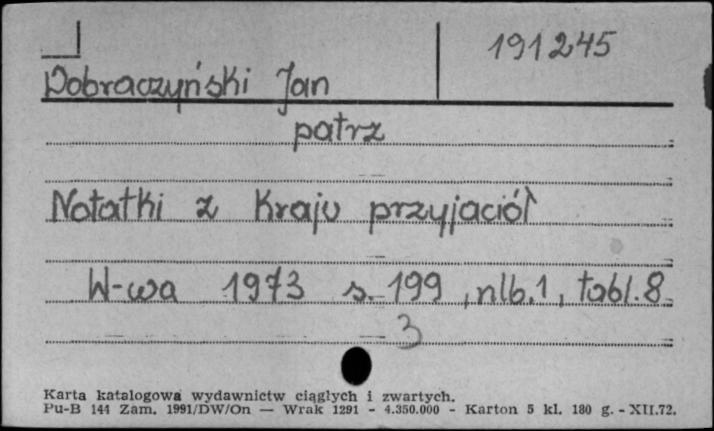 191245
Dobraczyński Jan
patrz
Notatki z Kraju przyjaciół
W-wa 1973 s. 199, nlb.1, tabl.8
3
Karta katalogowa wydawnictw ciągłych i zwartych.
Pu-B 144 Zam. 1991/DW/On — Wrak 1291 - 4.350.000 - Karton 5 kl. 180 g. - XII.72.